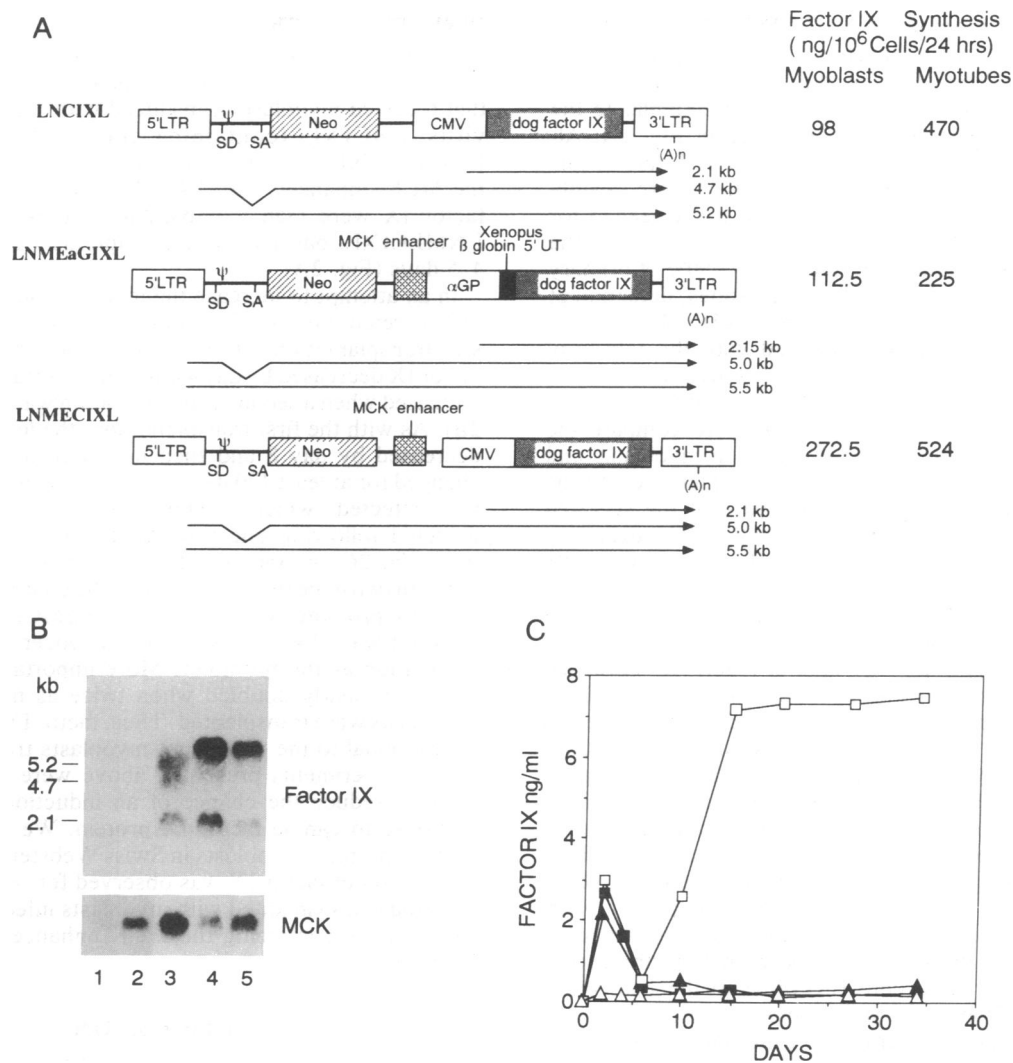 A
Factor IX Synthesis
( ng/10⁶Cells/24 hrs)
Myoblasts Myotubes
LNCIXL
5'LTR ψ SD SA Neo CMV dog factor IX 3'LTR (A)n
98 470
2.1 kb
4.7 kb
5.2 kb
LNMEaGIXL
MCK enhancer
Xenopus
β globin 5' UT
5'LTR ψ SD SA Neo αGP dog factor IX 3'LTR (A)n
112.5 225
2.15 kb
5.0 kb
5.5 kb
LNMECIXL
MCK enhancer
5'LTR ψ SD SA Neo CMV dog factor IX 3'LTR (A)n
272.5 524
2.1 kb
5.0 kb
5.5 kb
B
kb
5.2
4.7
2.1
Factor IX
MCK
1 2 3 4 5
C
FACTOR IX ng/ml
8
6
4
2
0
0 10 20 30 40
DAYS